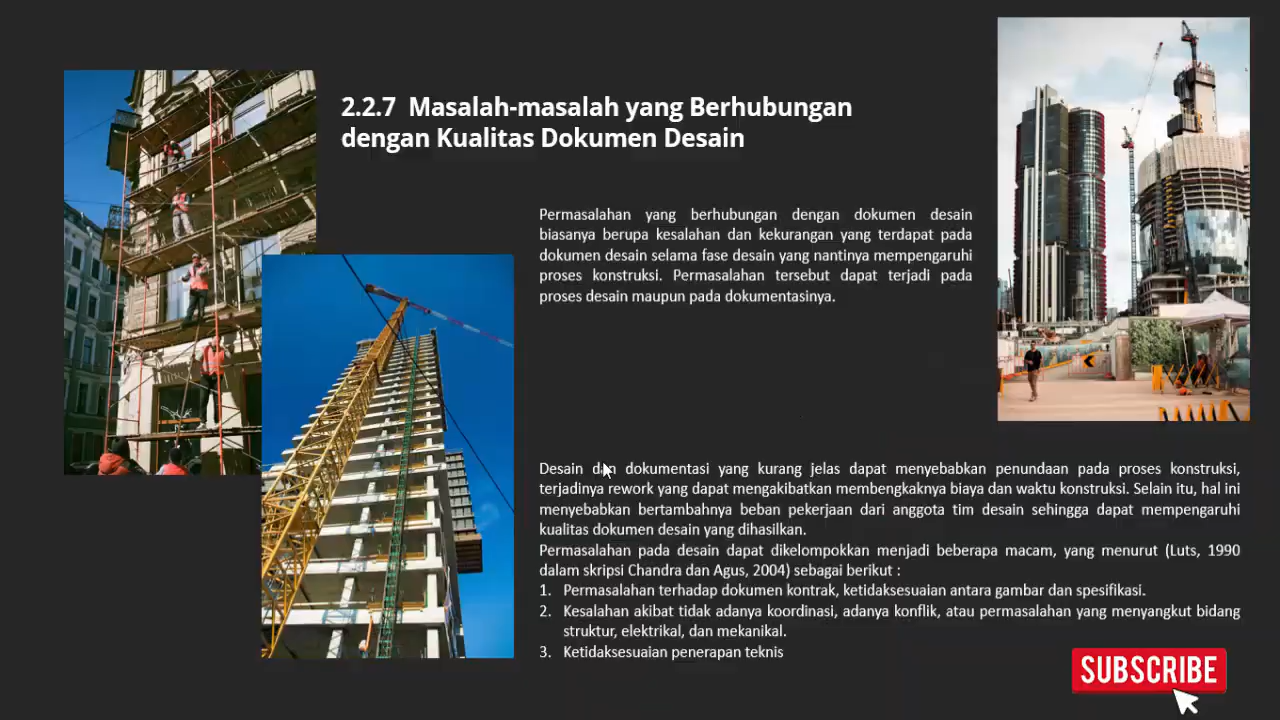 2.2.7 Masalah-masalah yang Berhubungan
dengan Kualitas Dokumen Desain
Permasalahan yang berhubungan dengan dokumen desain
biasanya berupa kesalahan dan kekurangan yang terdapat pada
dokumen desain selama fase desain yang nantinya mempengaruhi
proses konstruksi. Permasalahan tersebut dapat terjadi pada
proses desain maupun pada dokumentasinya.
Desain dan dokumentasi yang kurang jelas dapat menyebabkan penundaan pada proses konstruksi,
terjadinya rework yang dapat mengakibatkan membengkaknya biaya dan waktu konstruksi. Selain itu, hal ini
menyebabkan bertambahnya beban pekerjaan dari anggota tim desain sehingga dapat mempengaruhi
kualitas dokumen desain yang dihasilkan.
Permasalahan pada desain dapat dikelompokkan menjadi beberapa macam, yang menurut (Luts, 1990
dalam skripsi Chandra dan Agus, 2004) sebagai berikut :
1. Permasalahan terhadap dokumen kontrak, ketidaksesuaian antara gambar dan spesifikasi.
2. Kesalahan akibat tidak adanya koordinasi, adanya konflik, atau permasalahan yang menyangkut bidang
struktur, elektrikal, dan mekanikal.
3. Ketidaksesuaian penerapan teknis
SUBSCRIBE